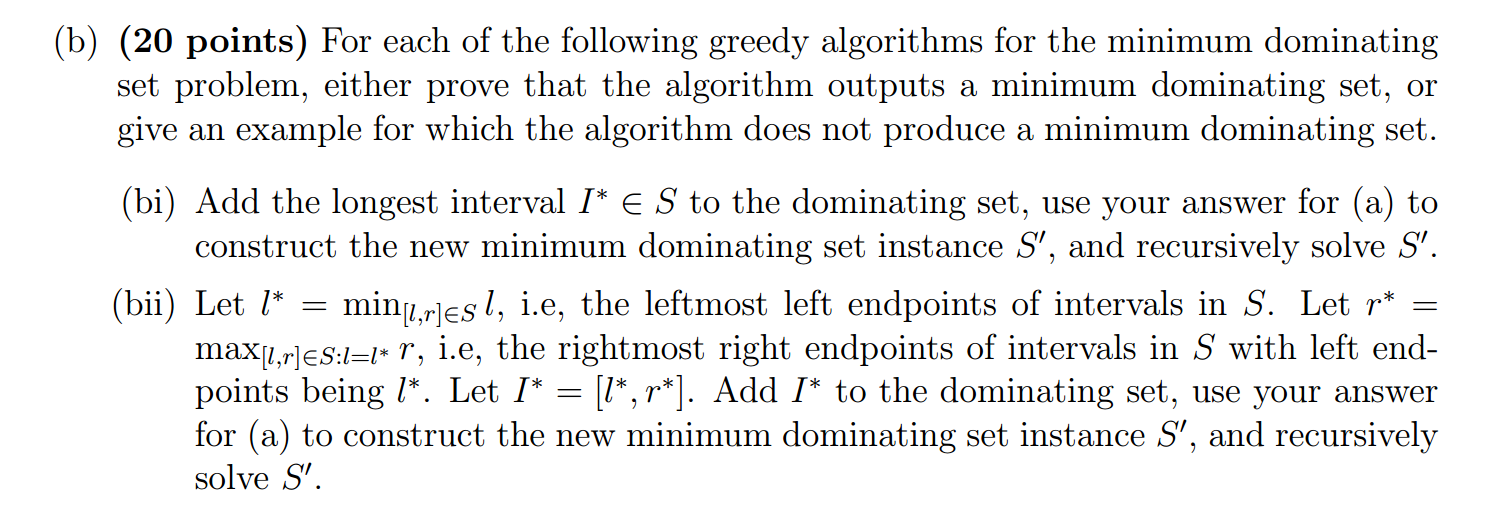 (b) (20 points) For each of the following greedy algorithms for the minimum dominating
set problem, either prove that the algorithm outputs a minimum dominating set, or
give an example for which the algorithm does not produce a minimum dominating set.
(bi) Add the longest interval I* ∈ S to the dominating set, use your answer for (a) to
construct the new minimum dominating set instance S′, and recursively solve S′.
(bii) Let l* = min_{[l,r]∈S} l, i.e, the leftmost left endpoints of intervals in S. Let r* =
max_{[l,r]∈S:l=l*} r, i.e, the rightmost right endpoints of intervals in S with left end-
points being l*. Let I* = [l*, r*]. Add I* to the dominating set, use your answer
for (a) to construct the new minimum dominating set instance S′, and recursively
solve S′.